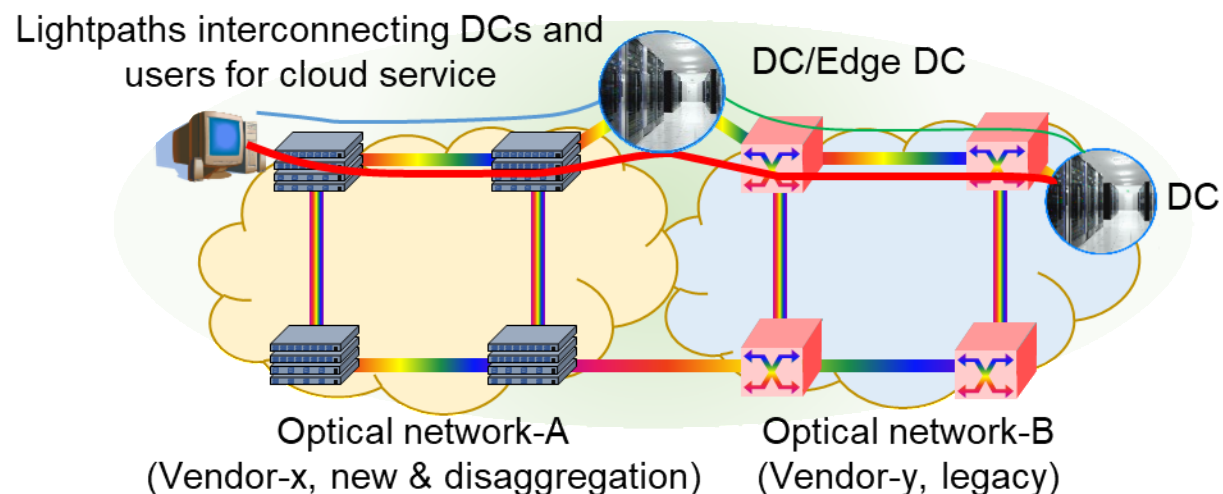 Lightpaths interconnecting DCs and
users for cloud service
DC/Edge DC
DC
Optical network-A
(Vendor-x, new & disaggregation)
Optical network-B
(Vendor-y, legacy)